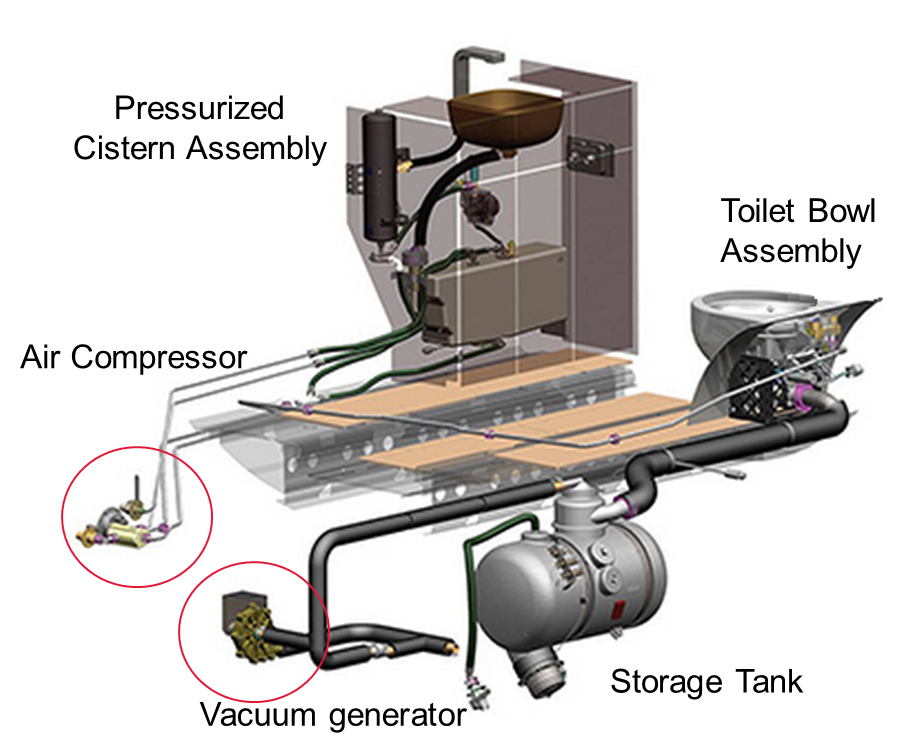 Pressurized
Cistern Assembly
Toilet Bowl
Assembly
Air Compressor
Storage Tank
Vacuum generator